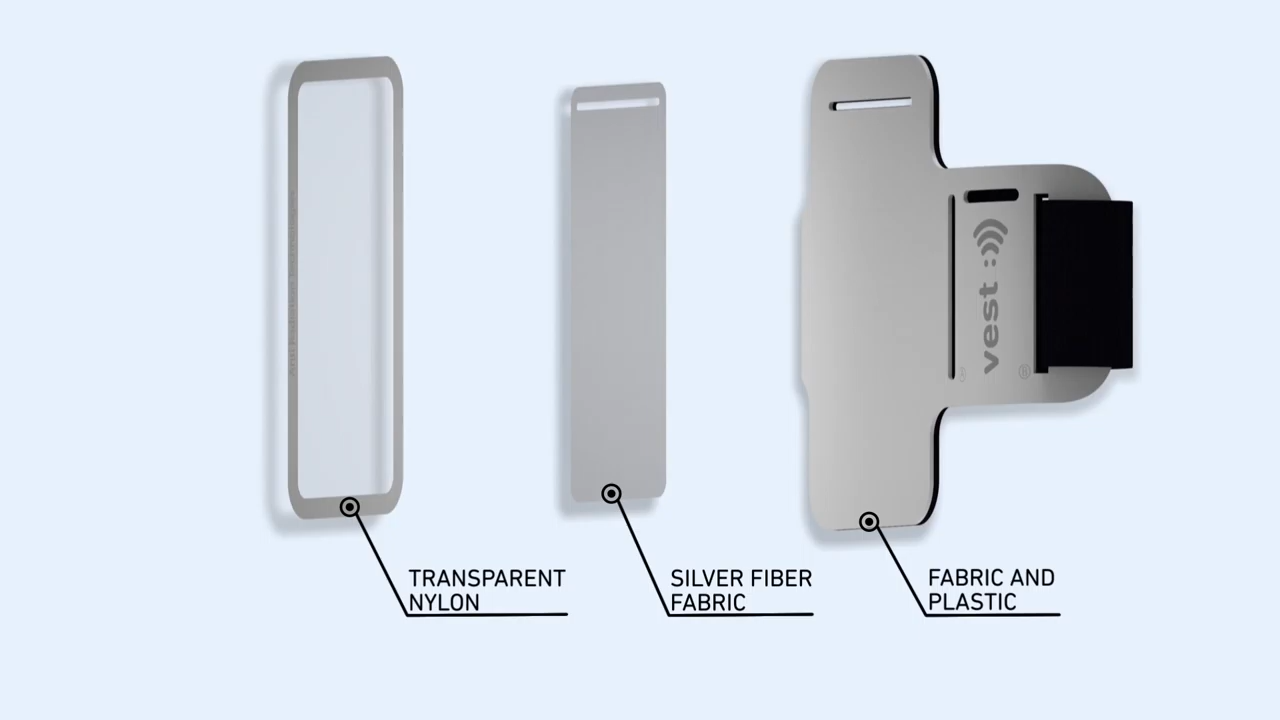 vest
®
TRANSPARENT
NYLON
SILVER FIBER
FABRIC
FABRIC AND
PLASTIC